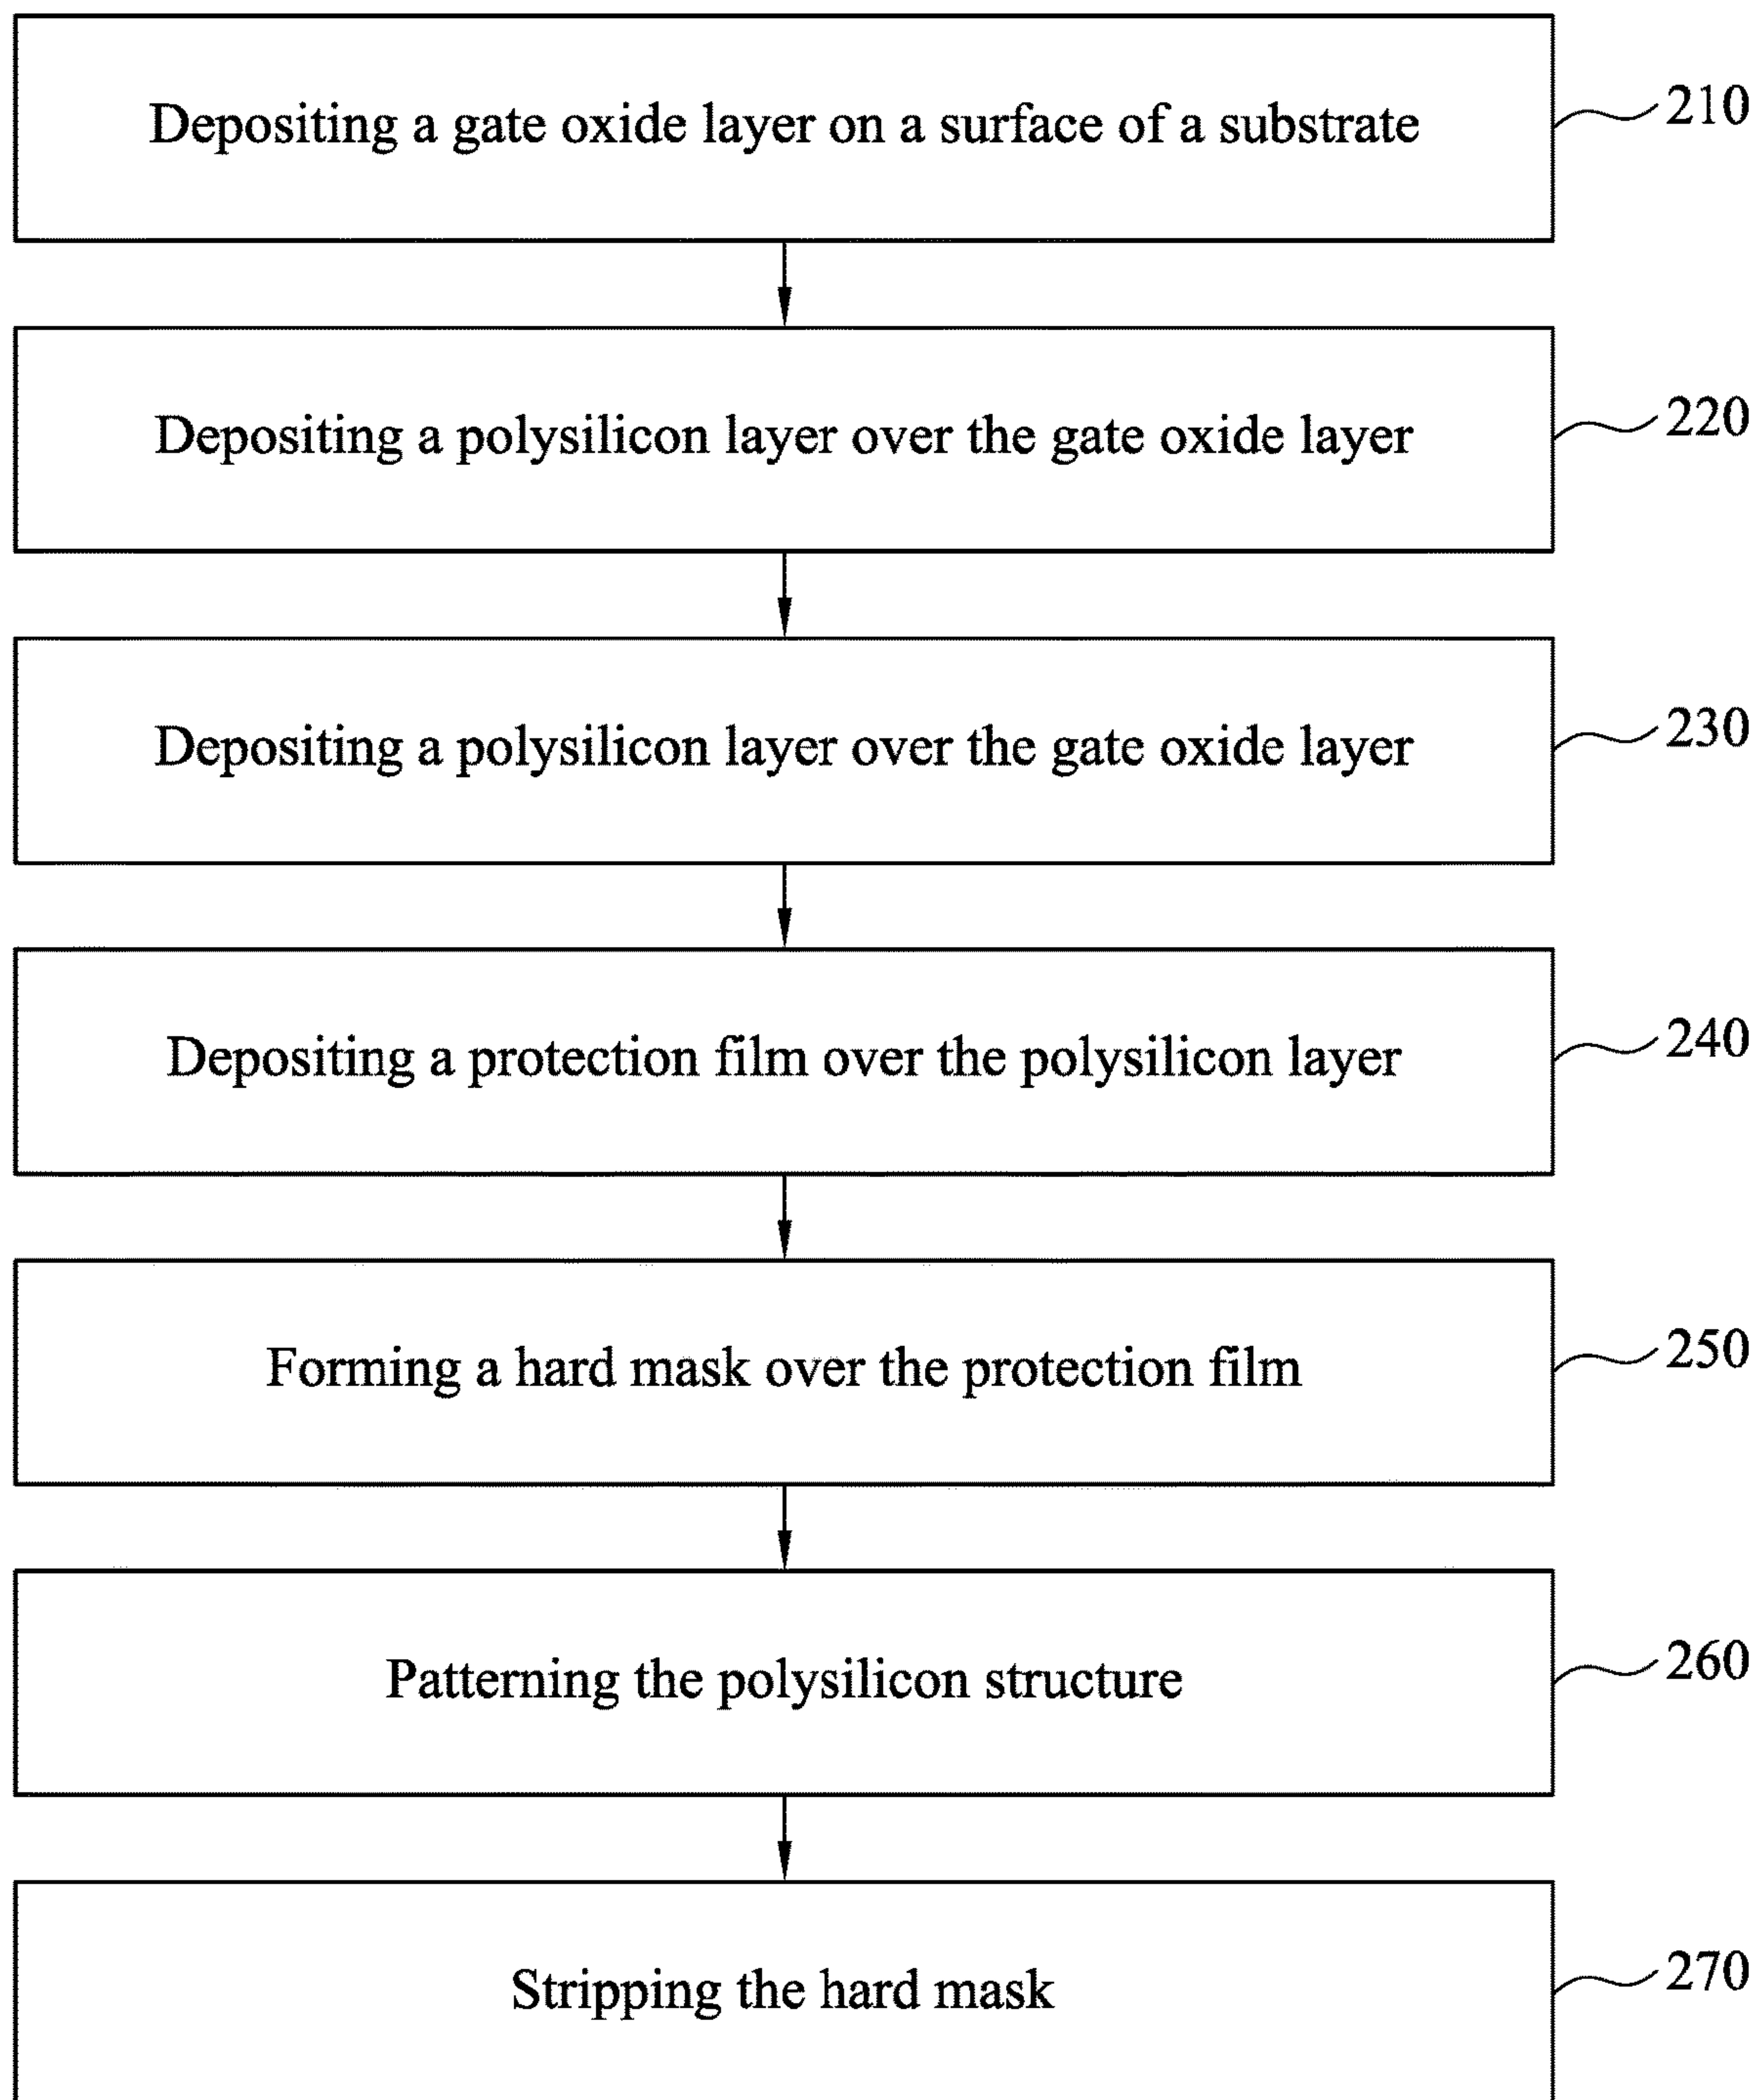 Depositing a gate oxide layer on a surface of a substrate
210
Depositing a polysilicon layer over the gate oxide layer
220
Depositing a polysilicon layer over the gate oxide layer
230
Depositing a protection film over the polysilicon layer
240
Forming a hard mask over the protection film
250
Patterning the polysilicon structure
260
Stripping the hard mask
270